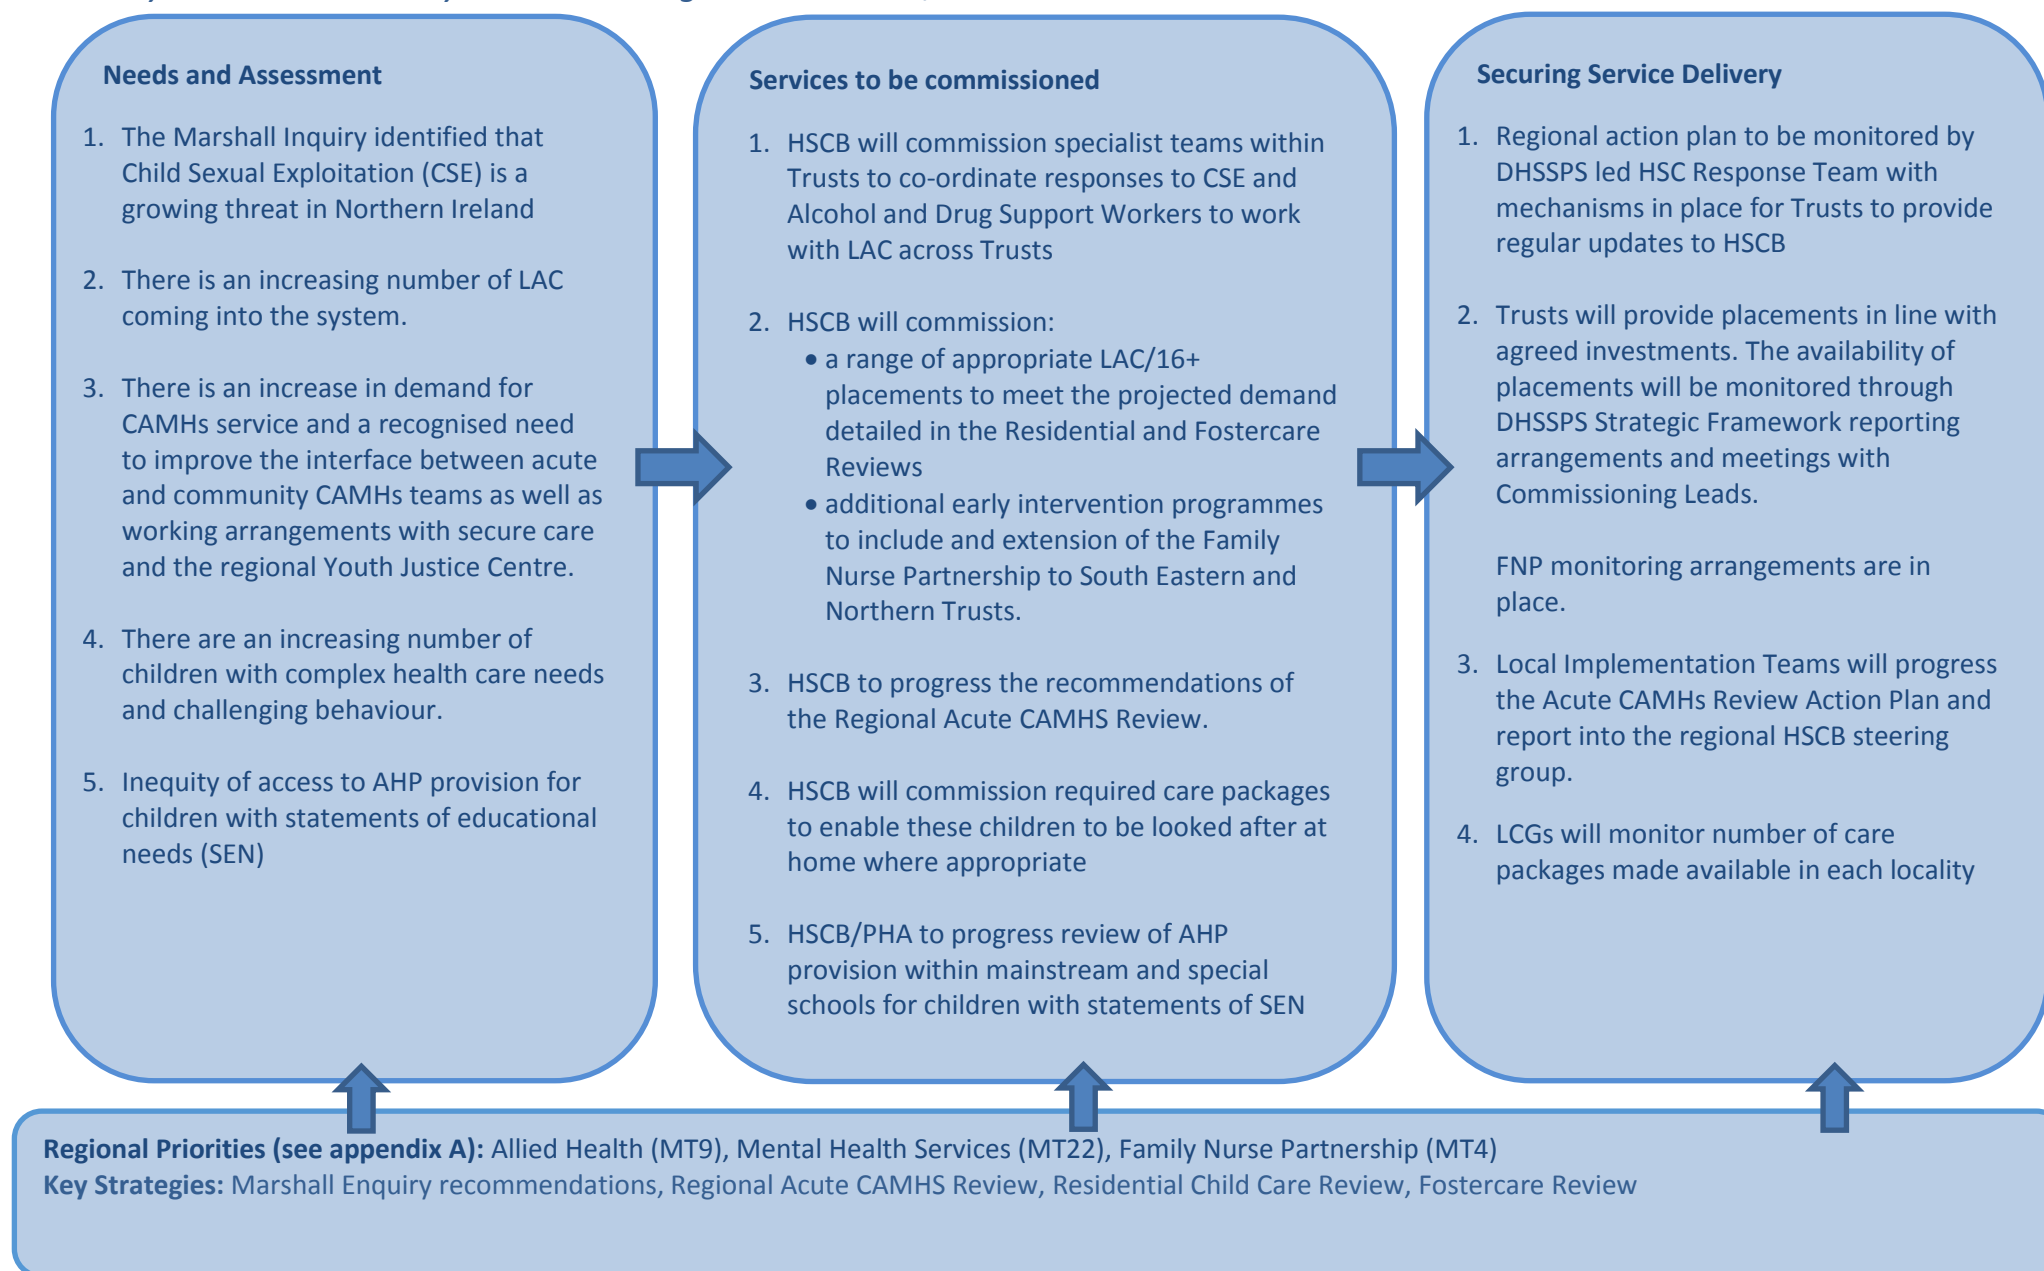 Needs and Assessment
1. The Marshall Inquiry identified that
Child Sexual Exploitation (CSE) is a
growing threat in Northern Ireland
2. There is an increasing number of LAC
coming into the system.
3. There is an increase in demand for
CAMHs service and a recognised need
to improve the interface between acute
and community CAMHs teams as well as
working arrangements with secure care
and the regional Youth Justice Centre.
4. There are an increasing number of
children with complex health care needs
and challenging behaviour.
5. Inequity of access to AHP provision for
children with statements of educational
needs (SEN)
Services to be commissioned
1. HSCB will commission specialist teams within
Trusts to co-ordinate responses to CSE and
Alcohol and Drug Support Workers to work
with LAC across Trusts
2. HSCB will commission:
• a range of appropriate LAC/16+
placements to meet the projected demand
detailed in the Residential and Fostercare
Reviews
• additional early intervention programmes
to include and extension of the Family
Nurse Partnership to South Eastern and
Northern Trusts.
3. HSCB to progress the recommendations of
the Regional Acute CAMHS Review.
4. HSCB will commission required care packages
to enable these children to be looked after at
home where appropriate
5. HSCB/PHA to progress review of AHP
provision within mainstream and special
schools for children with statements of SEN
Securing Service Delivery
1. Regional action plan to be monitored by
DHSSPS led HSC Response Team with
mechanisms in place for Trusts to provide
regular updates to HSCB
2. Trusts will provide placements in line with
agreed investments. The availability of
placements will be monitored through
DHSSPS Strategic Framework reporting
arrangements and meetings with
Commissioning Leads.
FNP monitoring arrangements are in
place.
3. Local Implementation Teams will progress
the Acute CAMHs Review Action Plan and
report into the regional HSCB steering
group.
4. LCGs will monitor number of care
packages made available in each locality
Regional Priorities (see appendix A): Allied Health (MT9), Mental Health Services (MT22), Family Nurse Partnership (MT4)
Key Strategies: Marshall Enquiry recommendations, Regional Acute CAMHS Review, Residential Child Care Review, Fostercare Review